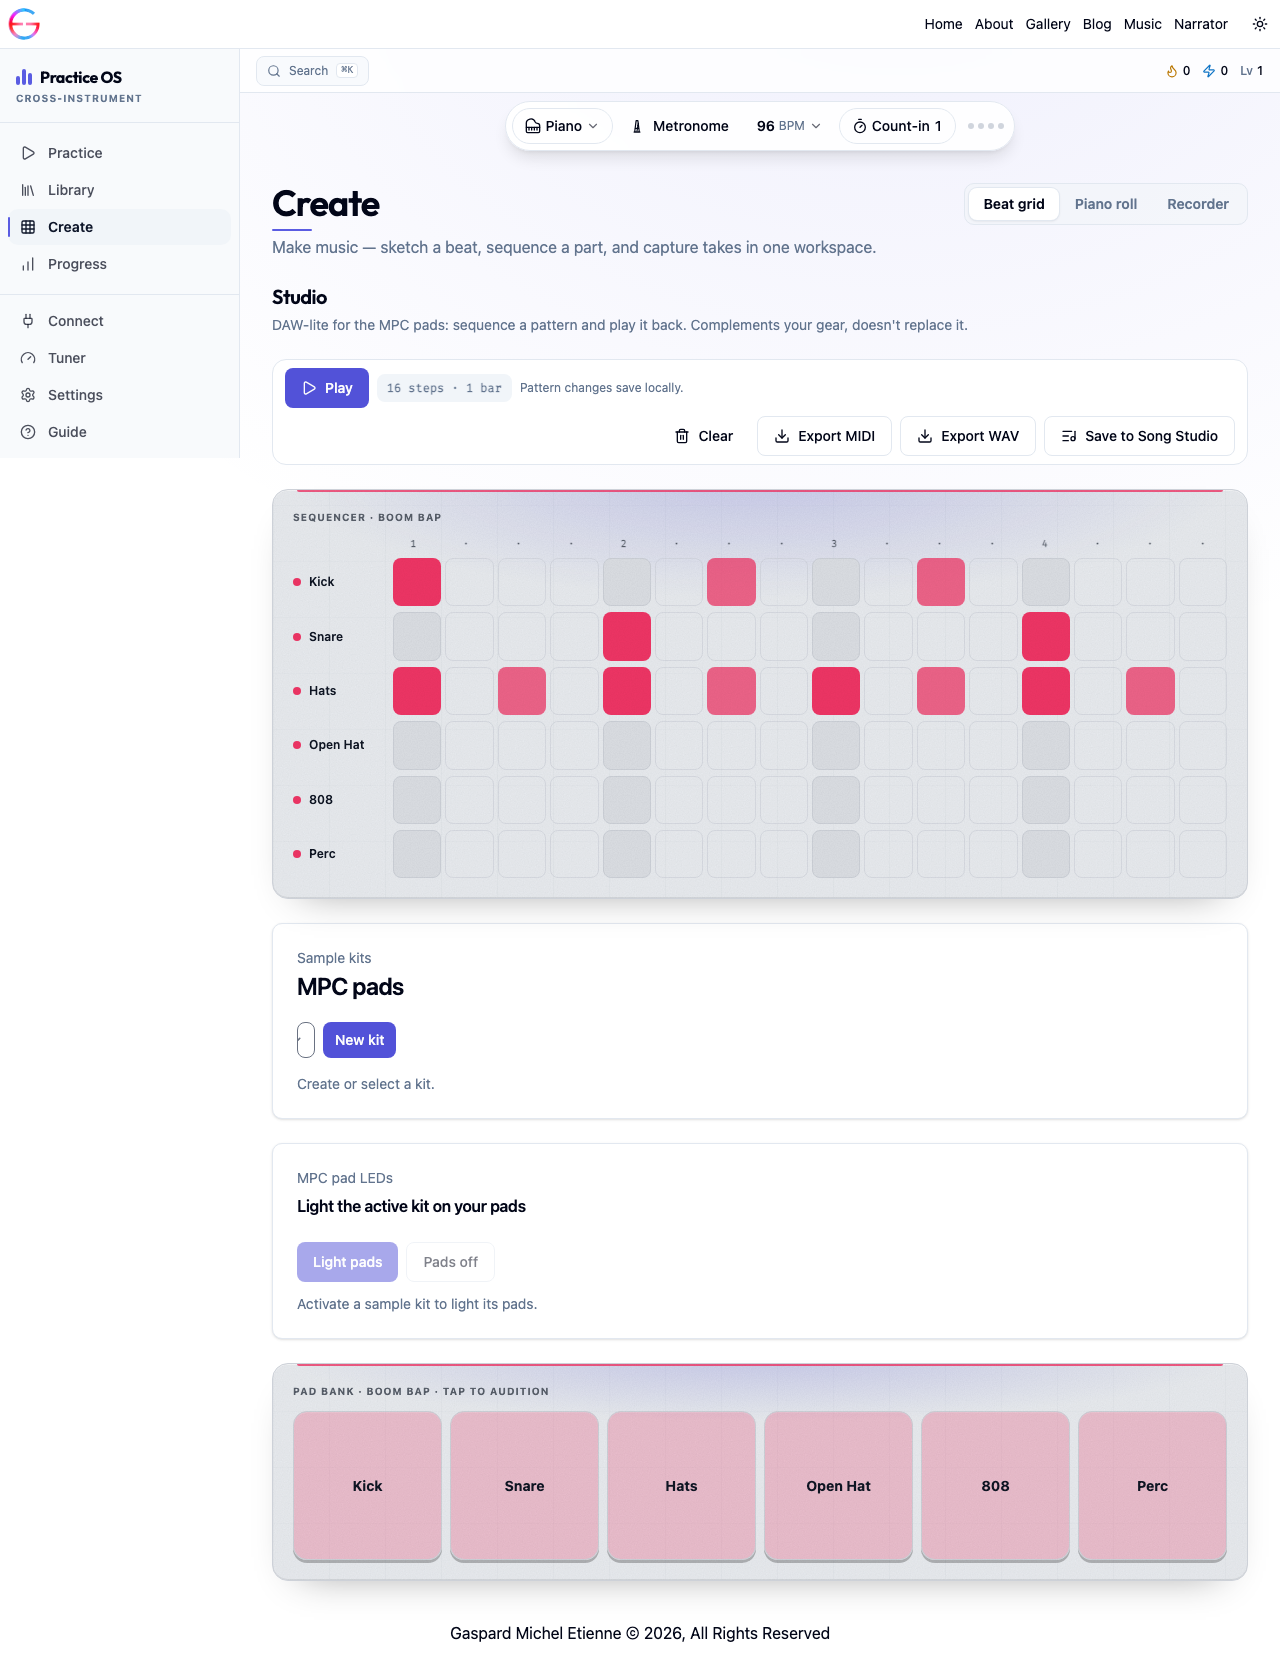 Home About Gallery Blog Music Narrator
Practice OS
CROSS-INSTRUMENT
Search ⌘K
0 0 Lv 1
Piano Metronome 96 BPM Count-in 1
Practice
Library
Create
Progress
Connect
Tuner
Settings
Guide
Create
Beat grid Piano roll Recorder
Make music — sketch a beat, sequence a part, and capture takes in one workspace.
Studio
DAW-lite for the MPC pads: sequence a pattern and play it back. Complements your gear, doesn't replace it.
Play 16 steps · 1 bar Pattern changes save locally.
Clear Export MIDI Export WAV Save to Song Studio
SEQUENCER · BOOM BAP
1 · · · 2 · · · 3 · · · 4 · · ·
Kick
Snare
Hats
Open Hat
808
Perc
Sample kits
MPC pads
New kit
Create or select a kit.
MPC pad LEDs
Light the active kit on your pads
Light pads Pads off
Activate a sample kit to light its pads.
PAD BANK · BOOM BAP · TAP TO AUDITION
Kick Snare Hats Open Hat 808 Perc
Gaspard Michel Etienne © 2026, All Rights Reserved